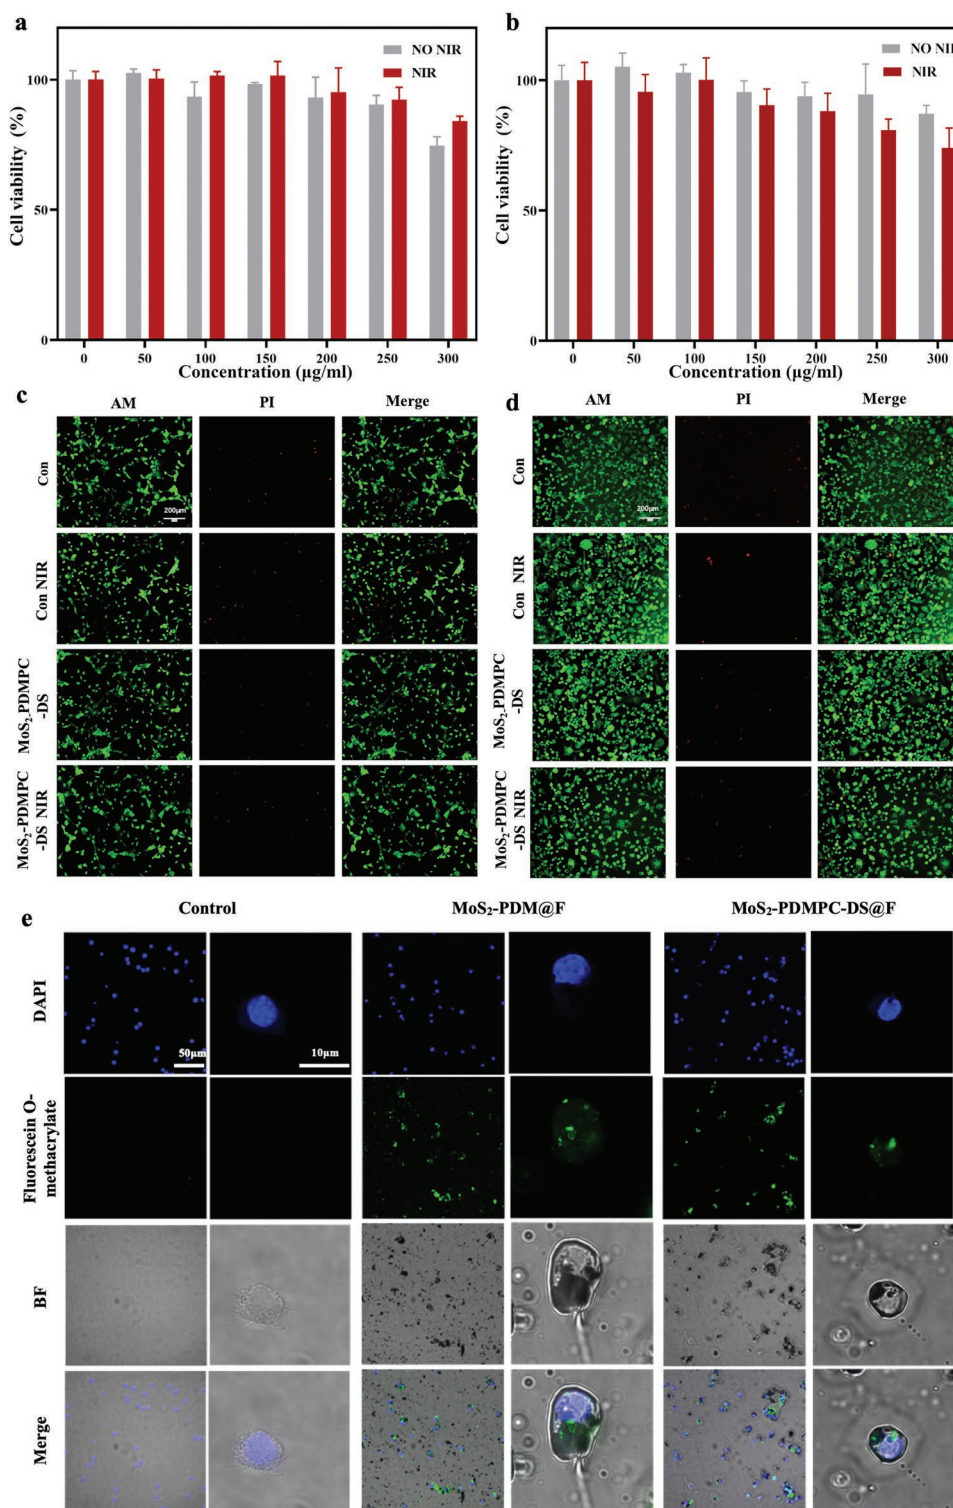 a
NO NIR
NIR
100
50
0
Cell viability (%)
0
50
100
150
200
250
300
Concentration (μg/ml)
b
NO NI
NIR
100
50
0
Cell viability (%)
0
50
100
150
200
250
300
Concentration (μg/ml)
c
AM
PI
Merge
Con
200μm
Con NIR
MoS₂-PDMPC
-DS
MoS₂-PDMPC
-DS NIR
d
AM
PI
Merge
Con
200μm
Con NIR
MoS₂-PDMPC
-DS
MoS₂-PDMPC
-DS NIR
e
Control
MoS₂-PDM@F
MoS₂-PDMPC-DS@F
DAPI
50μm
10μm
Fluorescein O-
methacrylate
BF
Merge